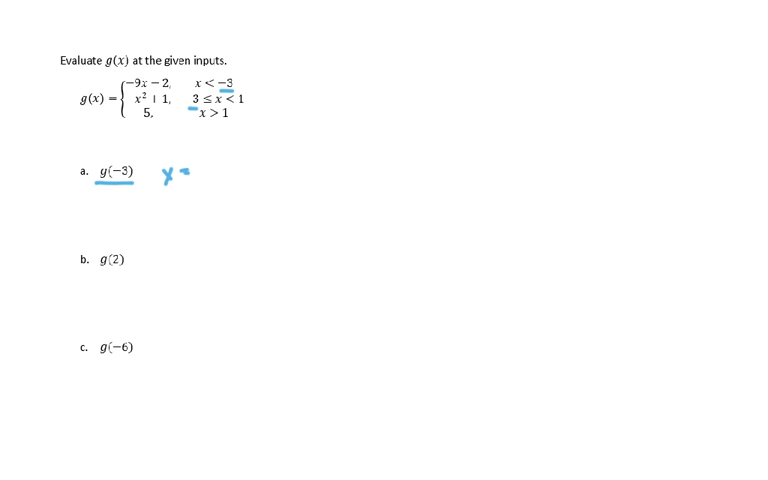 Evaluate g(x) at the given inputs.
g(x) = { −9x − 2, x < −3
x² + 1, −3 ≤ x < 1
5, x > 1
a. g(−3) x =
b. g(2)
c. g(−6)